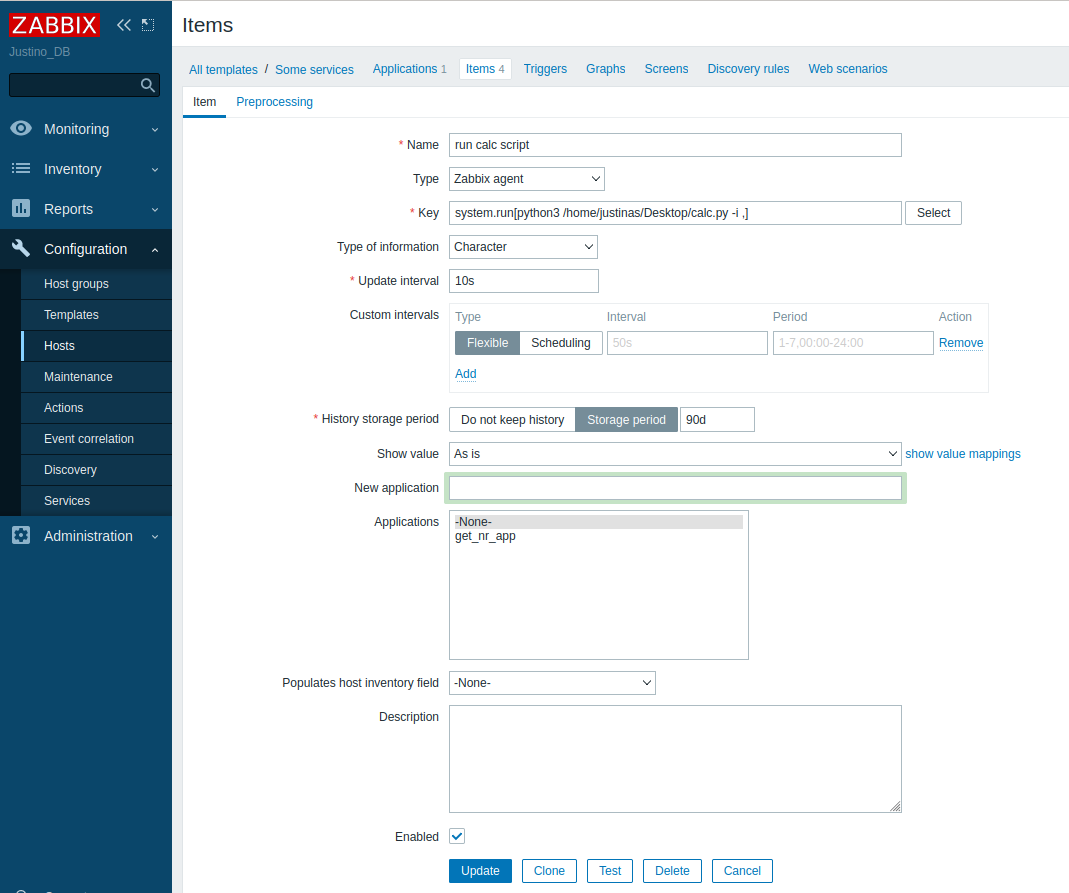 ZABBIX
Justino_DB
Monitoring
Inventory
Reports
Configuration
Host groups
Templates
Hosts
Maintenance
Actions
Event correlation
Discovery
Services
Administration
Items
All templates / Some services Applications 1 Items 4 Triggers Graphs Screens Discovery rules Web scenarios
Item Preprocessing
* Name run calc script
Type Zabbix agent
* Key system.run[python3 /home/justinas/Desktop/calc.py -i ,] Select
Type of information Character
* Update interval 10s
Custom intervals Type Interval Period Action
Flexible Scheduling 50s 1-7,00:00-24:00 Remove
Add
* History storage period Do not keep history Storage period 90d
Show value As is show value mappings
New application
Applications -None-
get_nr_app
Populates host inventory field -None-
Description
Enabled
Update Clone Test Delete Cancel